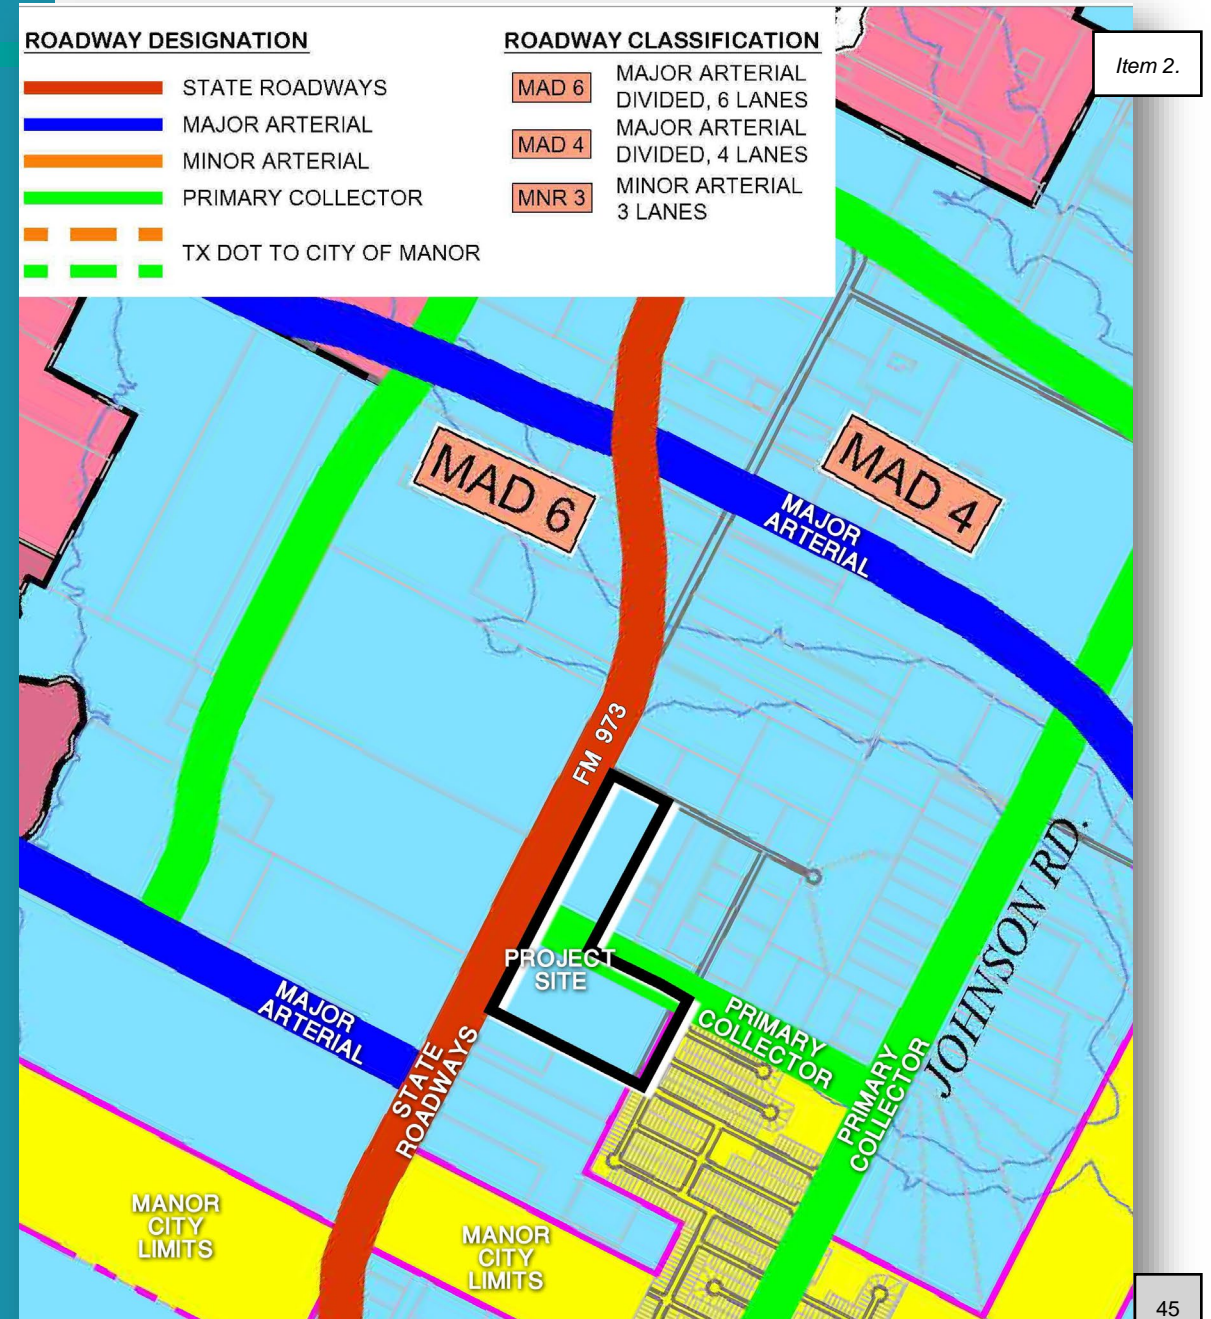 ROADWAY DESIGNATION
STATE ROADWAYS
MAJOR ARTERIAL
MINOR ARTERIAL
PRIMARY COLLECTOR
TX DOT TO CITY OF MANOR
ROADWAY CLASSIFICATION
MAD 6
MAJOR ARTERIAL
DIVIDED, 6 LANES
MAD 4
MAJOR ARTERIAL
DIVIDED, 4 LANES
MNR 3
MINOR ARTERIAL
3 LANES
Item 2.
MAD 6
MAD 4
MAJOR
ARTERIAL
FM 973
JOHNSON RD.
PROJECT
SITE
MAJOR
ARTERIAL
STATE
ROADWAYS
PRIMARY
COLLECTOR
PRIMARY
COLLECTOR
MANOR
CITY
LIMITS
MANOR
CITY
LIMITS
45